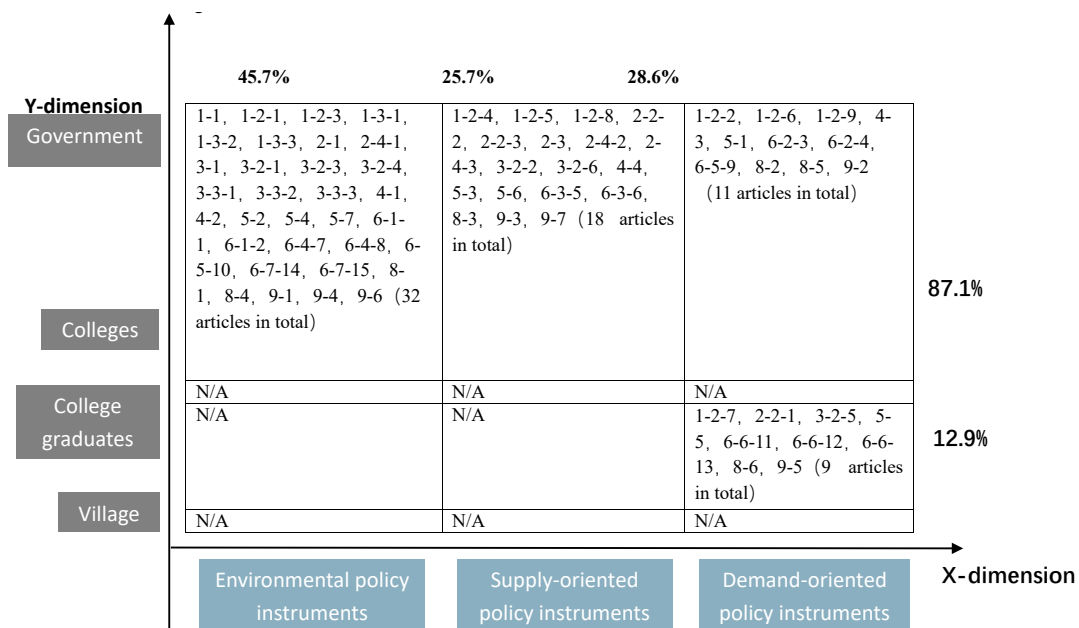 45.7% 25.7% 28.6%
Y-dimension
Government
1-1, 1-2-1, 1-2-3, 1-3-1,
1-3-2, 1-3-3, 2-1, 2-4-1,
3-1, 3-2-1, 3-2-3, 3-2-4,
3-3-1, 3-3-2, 3-3-3, 4-1,
4-2, 5-2, 5-4, 5-7, 6-1-
1, 6-1-2, 6-4-7, 6-4-8, 6-
5-10, 6-7-14, 6-7-15, 8-
1, 8-4, 9-1, 9-4, 9-6 (32
articles in total)
1-2-4, 1-2-5, 1-2-8, 2-2-
2, 2-2-3, 2-3, 2-4-2, 2-
4-3, 3-2-2, 3-2-6, 4-4,
5-3, 5-6, 6-3-5, 6-3-6,
8-3, 9-3, 9-7 (18 articles
in total)
1-2-2, 1-2-6, 1-2-9, 4-
3, 5-1, 6-2-3, 6-2-4,
6-5-9, 8-2, 8-5, 9-2
(11 articles in total)
87.1%
Colleges
N/A N/A N/A
College
graduates
N/A N/A
1-2-7, 2-2-1, 3-2-5, 5-
5, 6-6-11, 6-6-12, 6-6-
13, 8-6, 9-5 (9 articles
in total)
12.9%
Village
N/A N/A N/A
Environmental policy
instruments
Supply-oriented
policy instruments
Demand-oriented
policy instruments
X-dimension